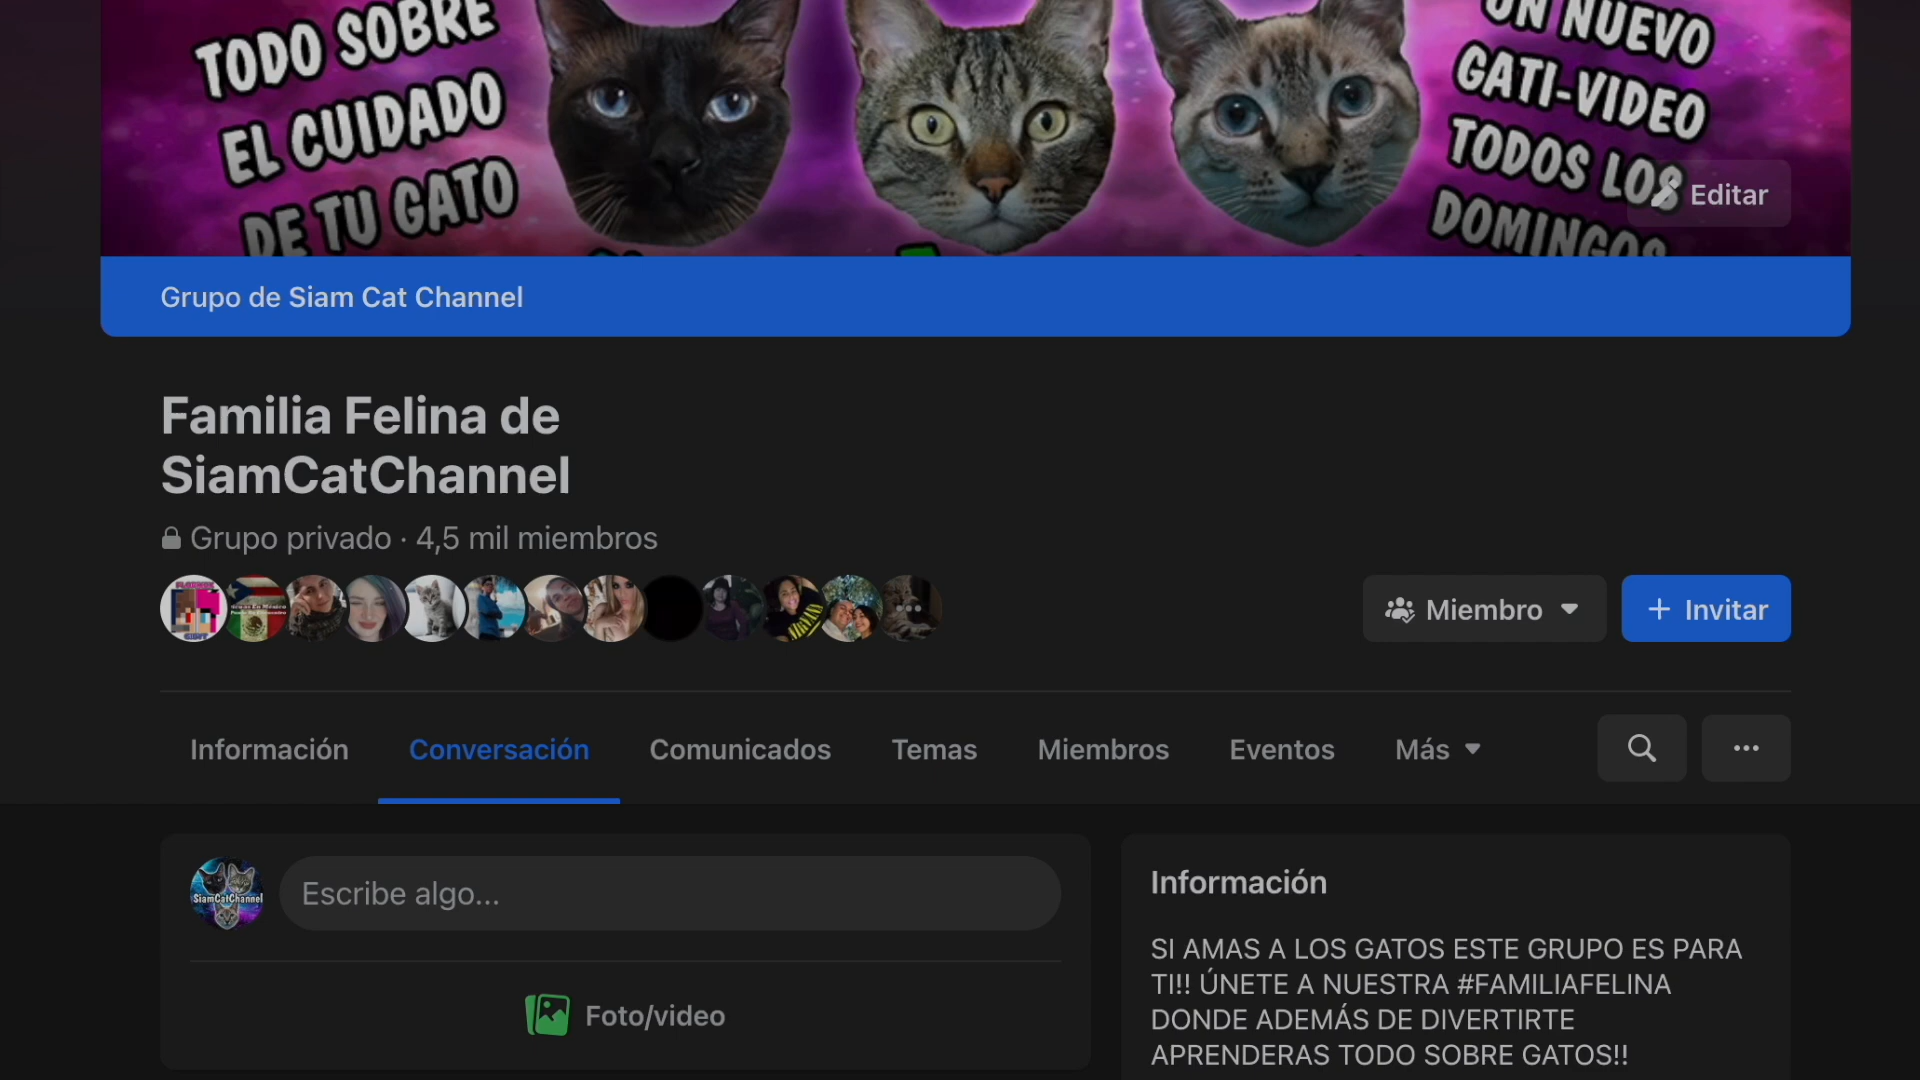 TODO SOBRE
EL CUIDADO
DE TU GATO
UN NUEVO
GATI-VIDEO
TODOS LOS
DOMINGOS
Editar
Grupo de Siam Cat Channel
Familia Felina de
SiamCatChannel
Grupo privado · 4,5 mil miembros
Miembro
+ Invitar
Información
Conversación
Comunicados
Temas
Miembros
Eventos
Más
SiamCatChannel
Escribe algo...
Foto/video
Información
SI AMAS A LOS GATOS ESTE GRUPO ES PARA
TI!! ÚNETE A NUESTRA #FAMILIAFELINA
DONDE ADEMÁS DE DIVERTIRTE
APRENDERAS TODO SOBRE GATOS!!